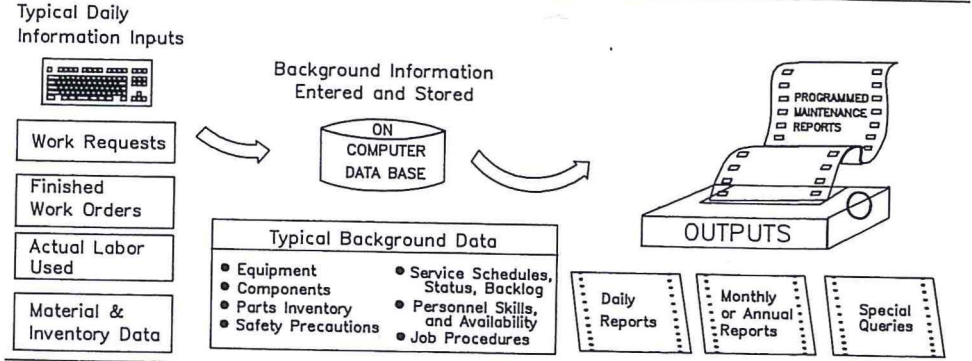 Typical Daily
Information Inputs
Work Requests
Finished
Work Orders
Actual Labor
Used
Material &
Inventory Data
Background Information
Entered and Stored
ON
COMPUTER
DATA BASE
Typical Background Data
• Equipment
• Components
• Parts Inventory
• Safety Precautions
• Service Schedules,
Status, Backlog
• Personnel Skills,
and Availability
• Job Procedures
PROGRAMMED
MAINTENANCE
REPORTS
OUTPUTS
Daily
Reports
Monthly
or Annual
Reports
Special
Queries